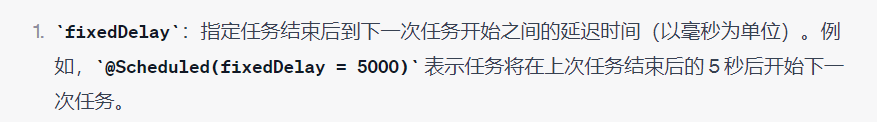 1. `fixedDelay`：指定任务结束后到下一次任务开始之间的延迟时间（以毫秒为单位）。例
如，`@Scheduled(fixedDelay = 5000)`表示任务将在上次任务结束后的 5 秒后开始下一
次任务。